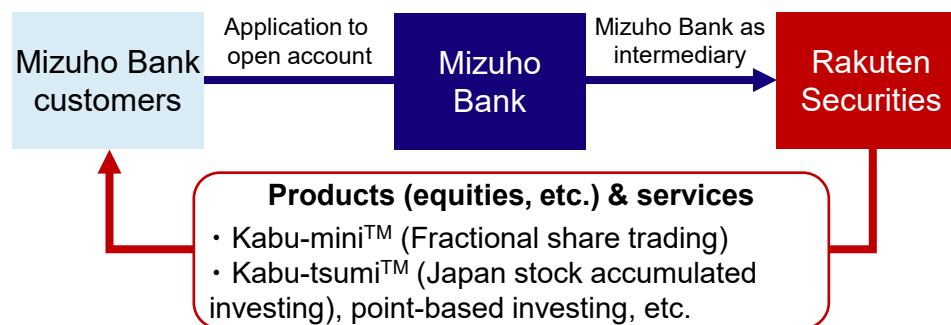 Mizuho Bank
customers
Application to
open account
Mizuho
Bank
Mizuho Bank as
intermediary
Rakuten
Securities
Products (equities, etc.) & services
・Kabu-mini™ (Fractional share trading)
・Kabu-tsumi™ (Japan stock accumulated
investing), point-based investing, etc.